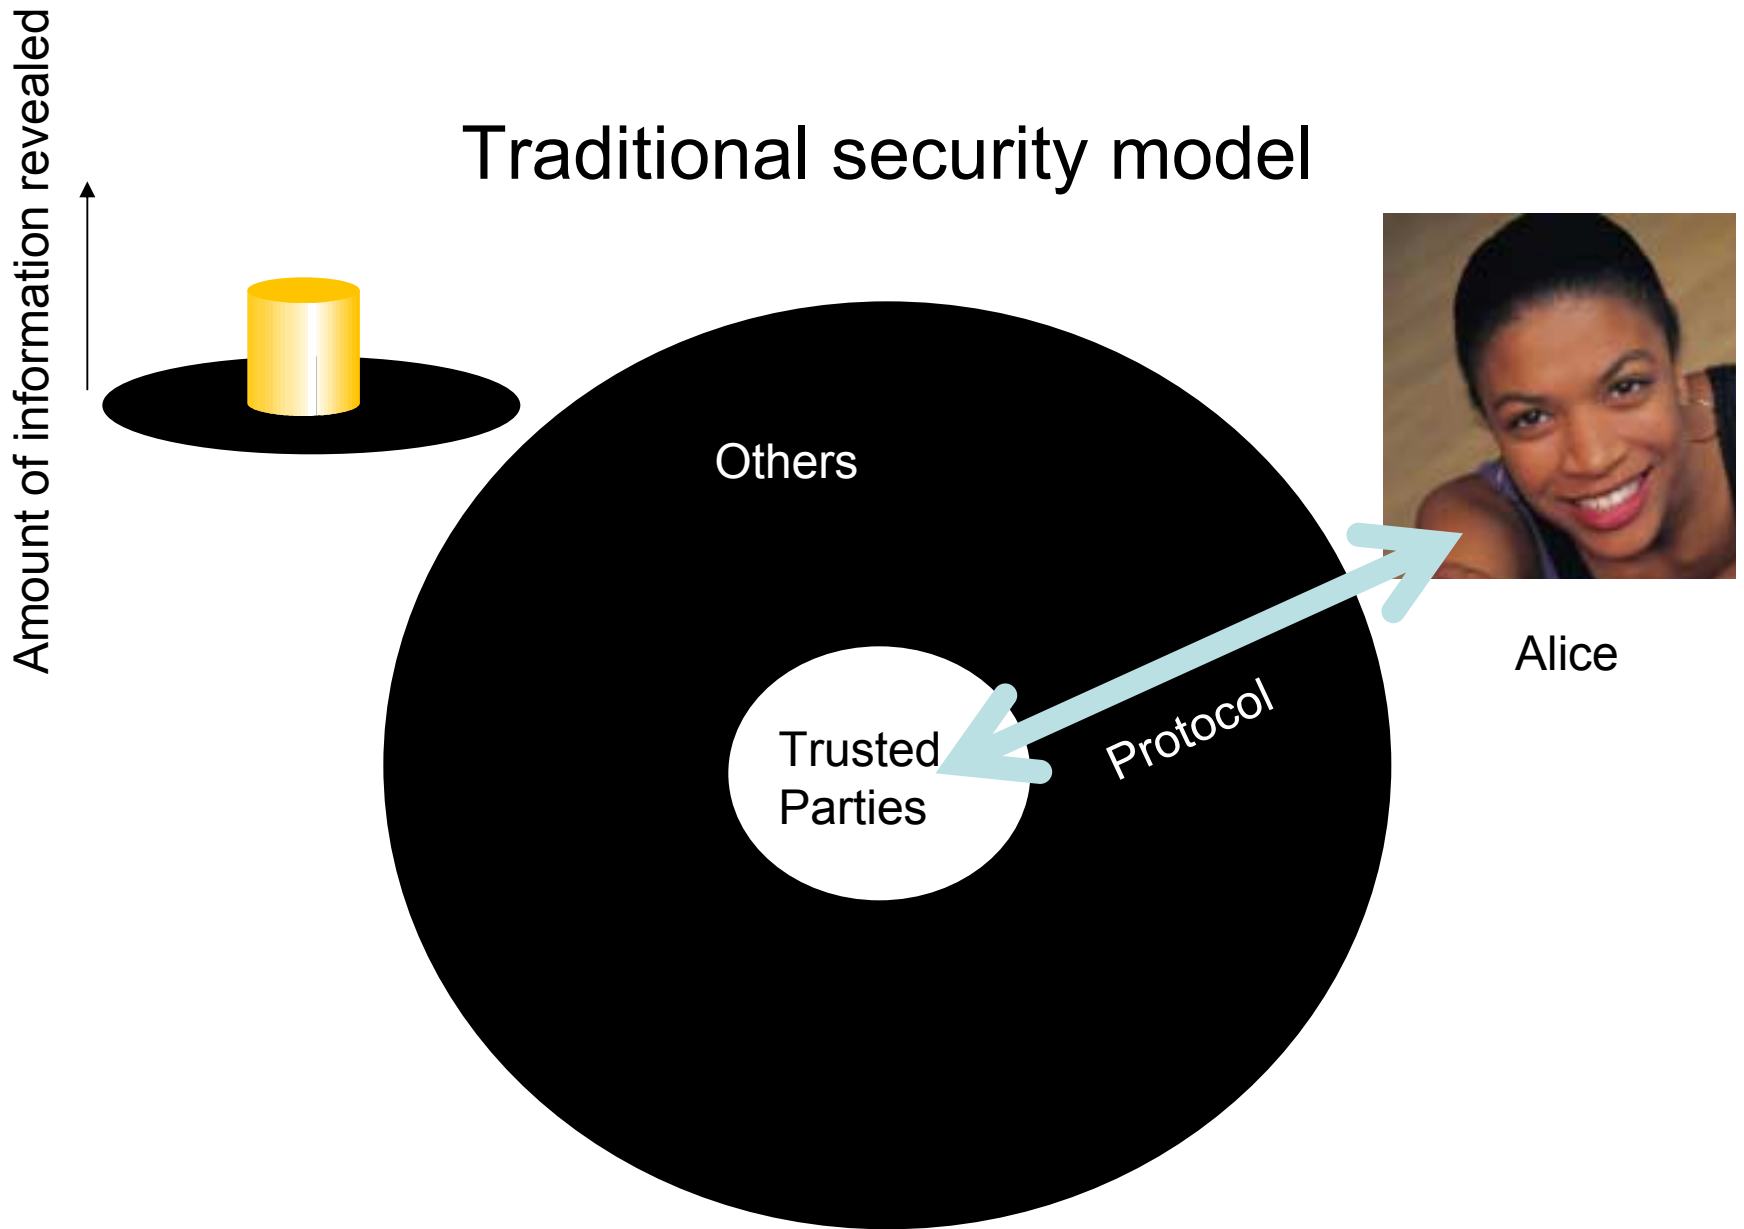 Amount of information revealed
Traditional security model
Others
Alice
Protocol
Trusted
Parties